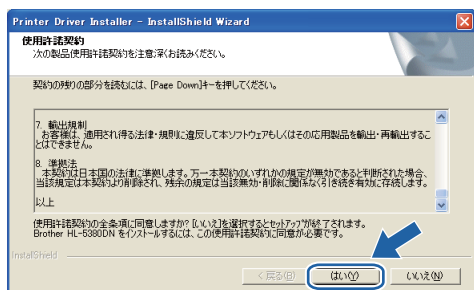 Printer Driver Installer - InstallShield Wizard
使用許諾契約
次の製品使用許諾契約を注意深くお読みください。
契約の残りの部分を読むには、[Page Down]キーを押してください。
7. 輸出規制
お客様は、適用され得る法律・規則に違反して本ソフトウェアもしくはその応用製品を輸出・再輸出するこ
とはできません。
8. 準拠法
本契約は日本国の法律に準拠します。万一本契約のいずれかの規定が無効であると判断された場合、
当該規定は本契約より削除され、残余の規定は当該無効・削除に関係なく引き続き有効に存続します。
以上
使用許諾契約の全条項に同意しますか? [いいえ]を選択するとセットアップが終了されます。
Brother HL-5380DN をインストールするには、この使用許諾契約に同意が必要です。
InstallShield
< 戻る(B)
はい(Y)
いいえ(N)